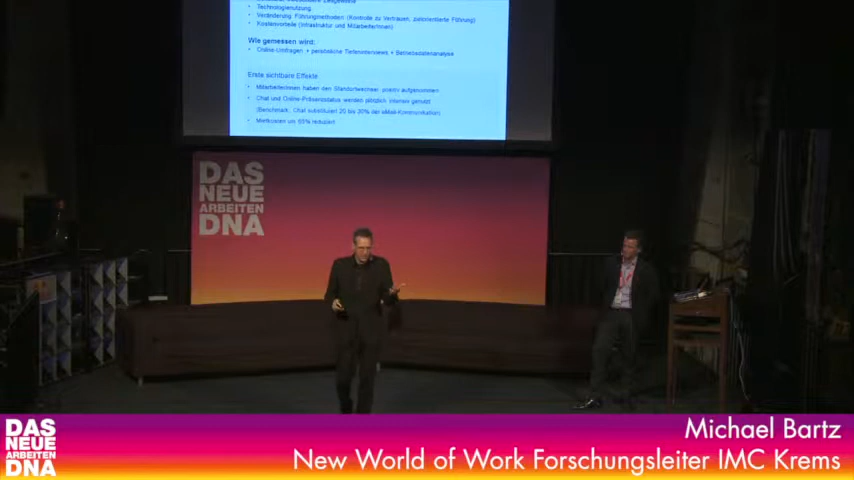 Technologienutzung.
Veränderung Führungsmethoden (Kontrolle zu Vertrauen, zielorientierte Führung)
Kostenvorteile (Infrastruktur und MitarbeiterInnen)
Wie gemessen wird:
Online-Umfragen + persönliche Tiefeninterviews + Betriebsdatenanalyse
Erste sichtbare Effekte
MitarbeiterInnen haben den Standortwechsel positiv aufgenommen
Chat und Online-Präsenzstatus werden plötzlich intensiv genutzt
(Benchmark: Chat substituiert 20 bis 30% der eMail-Kommunikation)
Mietkosten um 65% reduziert
DAS
NEUE
ARBEITEN
DNA
DAS
NEUE
ARBEITEN
DNA
Michael Bartz
New World of Work Forschungsleiter IMC Krems